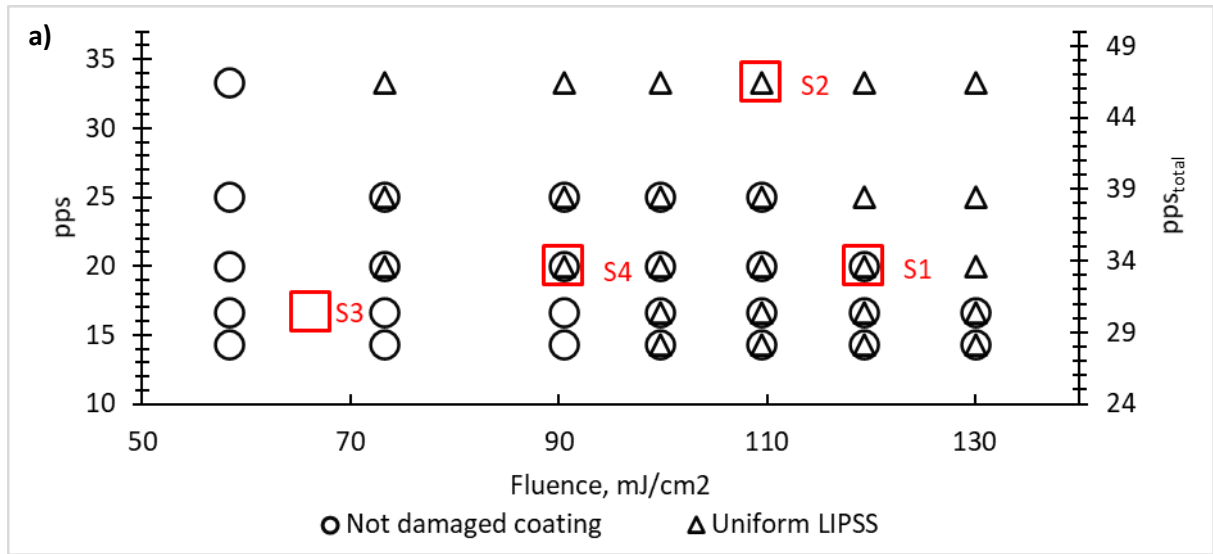 a)
35
30
25
20
15
10
pps
49
44
39
34
29
24
pps_total
S2
S4
S1
S3
50 70 90 110 130
Fluence, mJ/cm2
Not damaged coating Uniform LIPSS